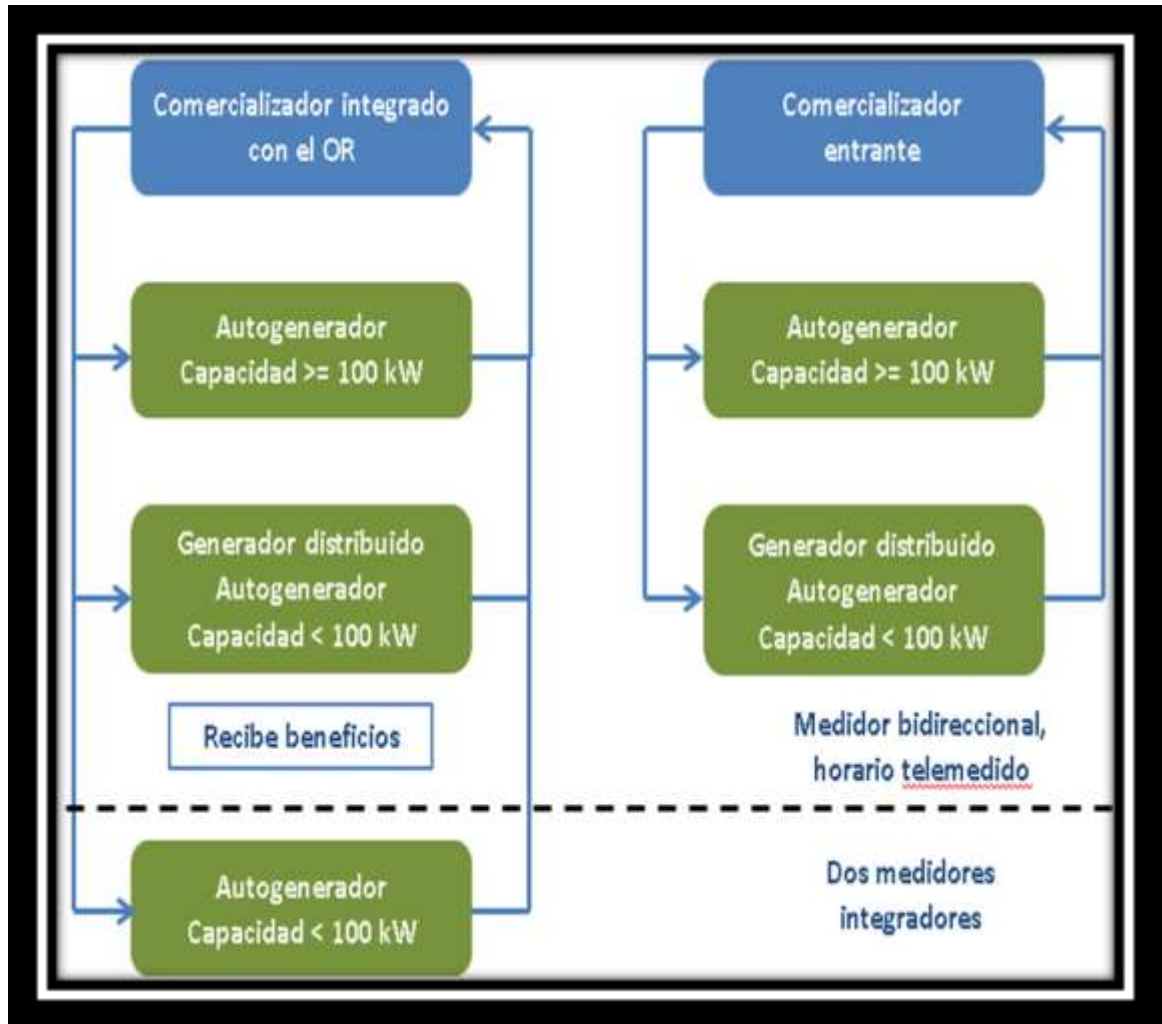 Comercializador integrado
con el OR
Autogenerador
Capacidad >= 100 kW
Generador distribuido
Autogenerador
Capacidad < 100 kW
Recibe beneficios
Autogenerador
Capacidad < 100 kW
Comercializador
entrante
Autogenerador
Capacidad >= 100 kW
Generador distribuido
Autogenerador
Capacidad < 100 kW
Medidor bidireccional,
horario telemedido
Dos medidores
integradores